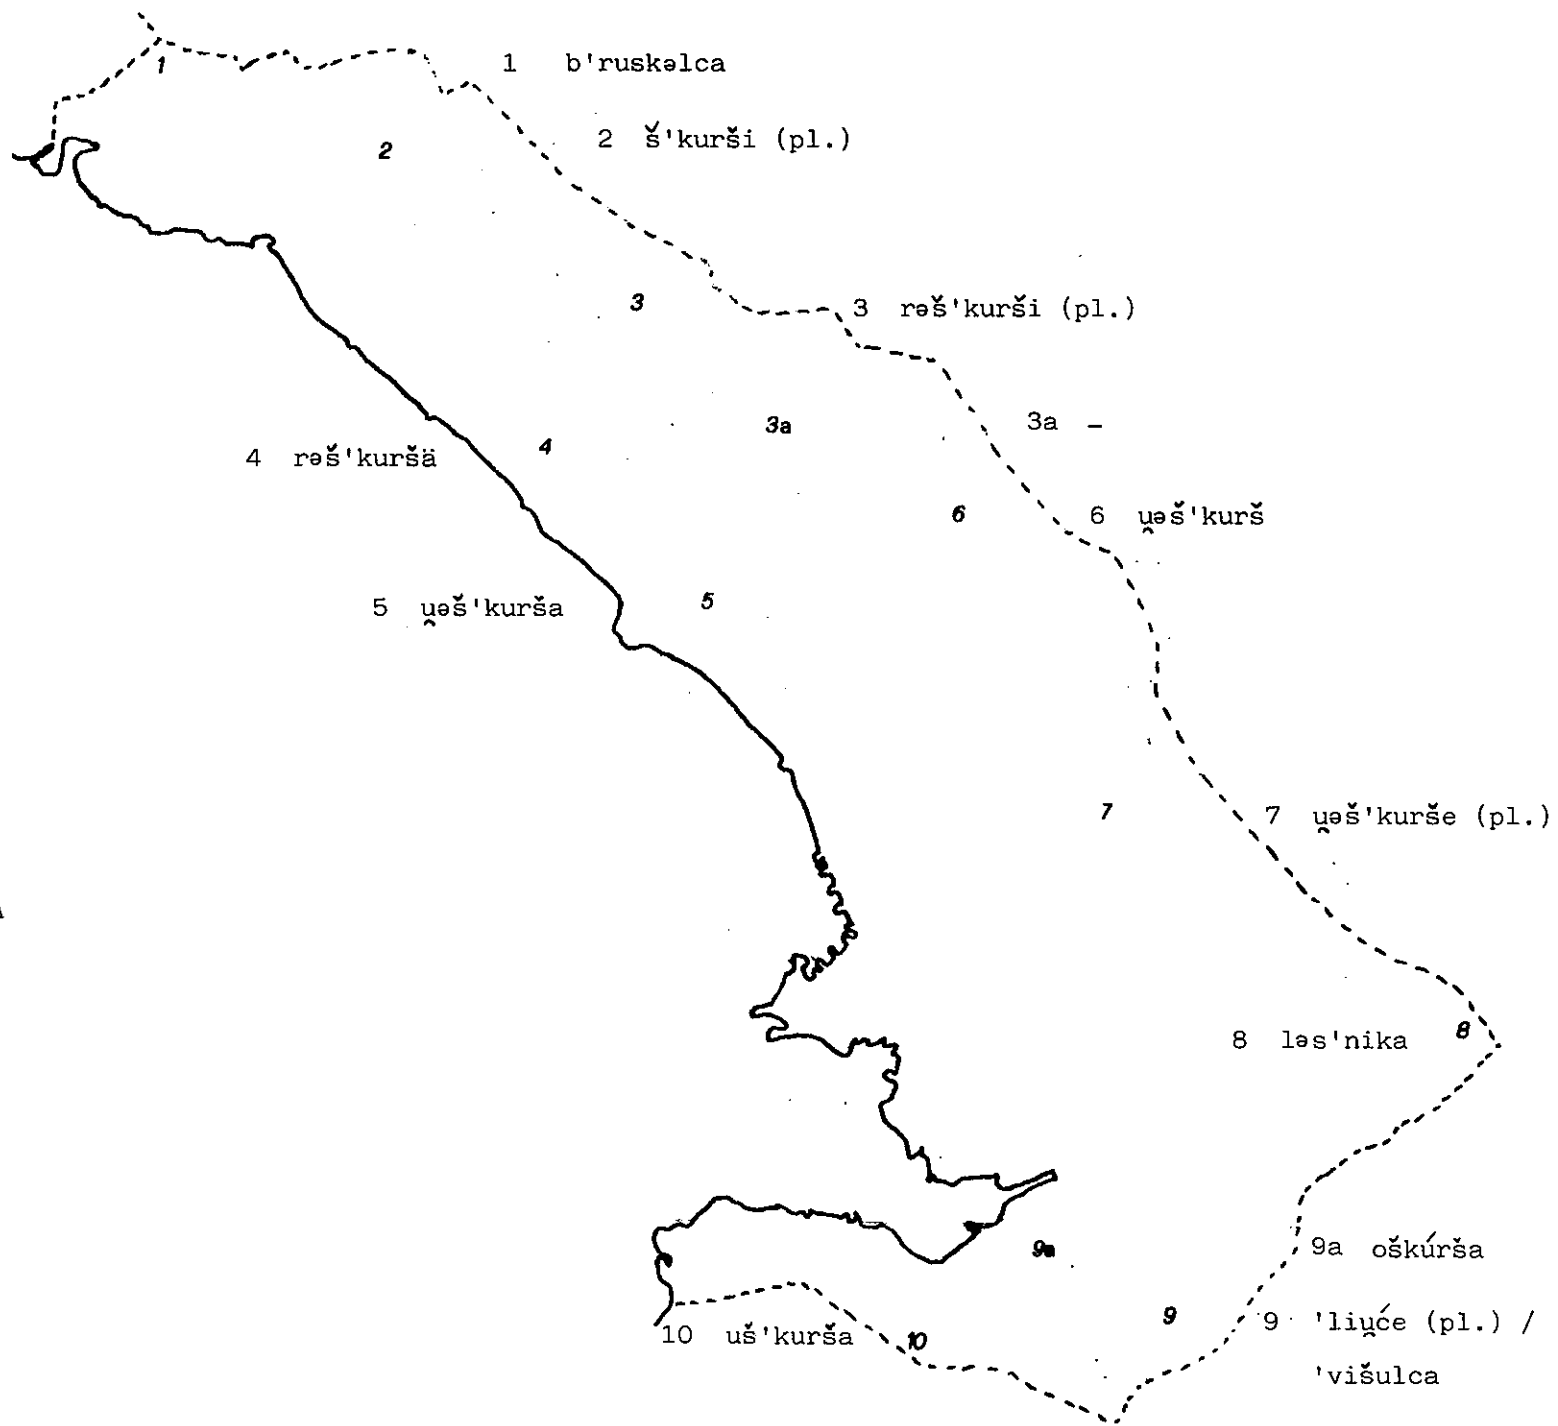 1 b'ruskəlca
1
2 š'kurši (pl.)
2
3
3 rəš'kurši (pl.)
3a
3a –
4
4 rəš'kuršä
6
6 u̯əš'kurš
5
5 u̯əš'kurša
7
7 u̯əš'kurše (pl.)
8 ləs'nika
8
9a
9a oškúrša
9
9 'liu̯će (pl.) /
10 uš'kurša
10
'višulca